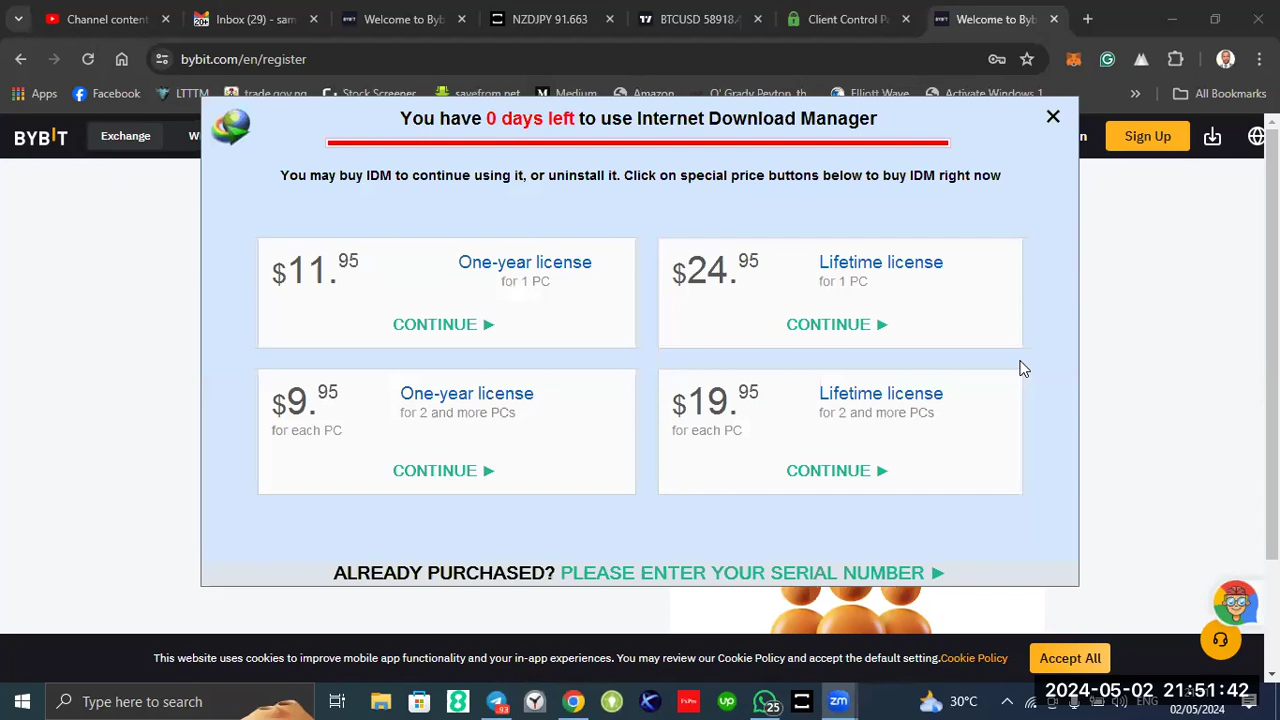 Channel content
Inbox (29) - sam
Welcome to Byb
NZDJPY 91.663
BTCUSD 58918.
Client Control Pa
Welcome to Byb
bybit.com/en/register
Apps
Facebook
LTTTM
trade.gov.ng
Stock Screener
savefrom.net
Medium
Amazon
O' Grady Peyton
Elliott Wave
Activate Windows 1
All Bookmarks
BYBIT
Exchange
Sign Up
You have 0 days left to use Internet Download Manager
You may buy IDM to continue using it, or uninstall it. Click on special price buttons below to buy IDM right now
$11.95 One-year license
for 1 PC
CONTINUE ►
$24.95 Lifetime license
for 1 PC
CONTINUE ►
$9.95 One-year license
for each PC for 2 and more PCs
CONTINUE ►
$19.95 Lifetime license
for each PC for 2 and more PCs
CONTINUE ►
ALREADY PURCHASED? PLEASE ENTER YOUR SERIAL NUMBER ►
This website uses cookies to improve mobile app functionality and your in-app experiences. You may review our Cookie Policy and accept the default setting.Cookie Policy
Accept All
Type here to search
93
FxPro
up
25
zm
30°C
ENG
2024-05-02 21:51:42
02/05/2024